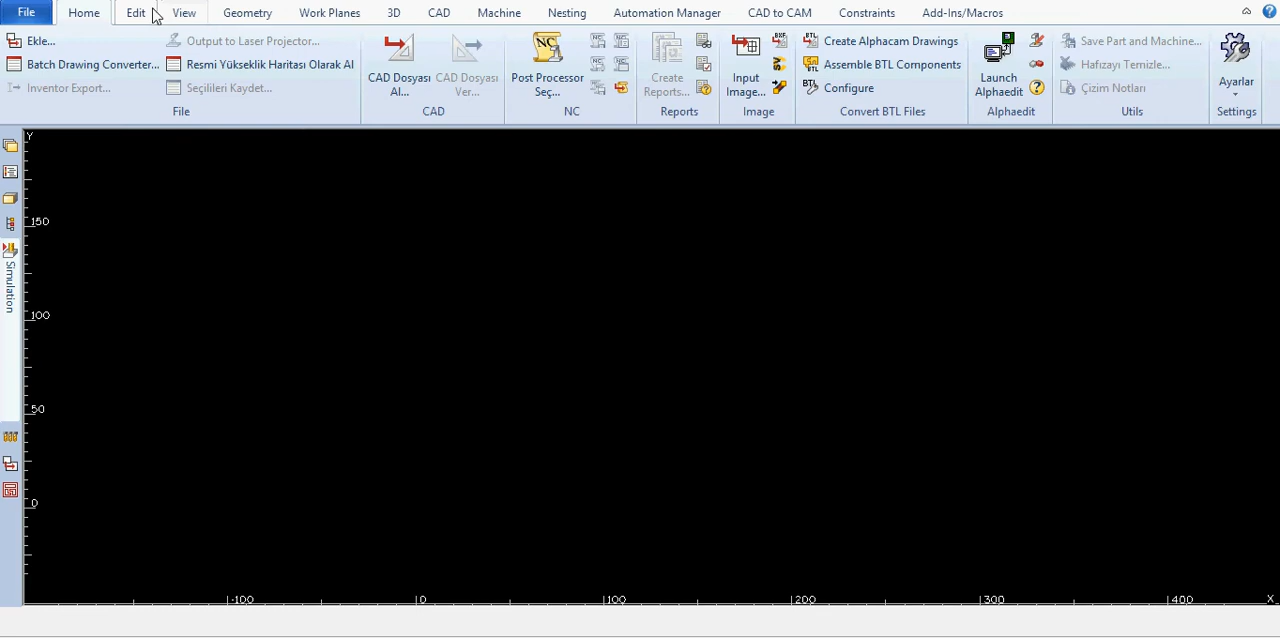 File Home Edit View Geometry Work Planes 3D CAD Machine Nesting Automation Manager CAD to CAM Constraints Add-Ins/Macros
Ekle...
Batch Drawing Converter...
Inventor Export...
Output to Laser Projector...
Resmi Yükseklik Haritası Olarak Al
Seçilileri Kaydet...
File
CAD Dosyası
Al...
CAD Dosyası
Ver...
CAD
Post Processor
Seç...
NC
Create
Reports...
Reports
Input
Image...
Image
Create Alphacam Drawings
Assemble BTL Components
Configure
Convert BTL Files
Launch
Alphaedit
Alphaedit
Save Part and Machine...
Hafızayı Temizle...
Çizim Notları
Utils
Ayarlar
Settings
Simulation
Y
150
100
50
0
-100 0 100 200 300 400 X